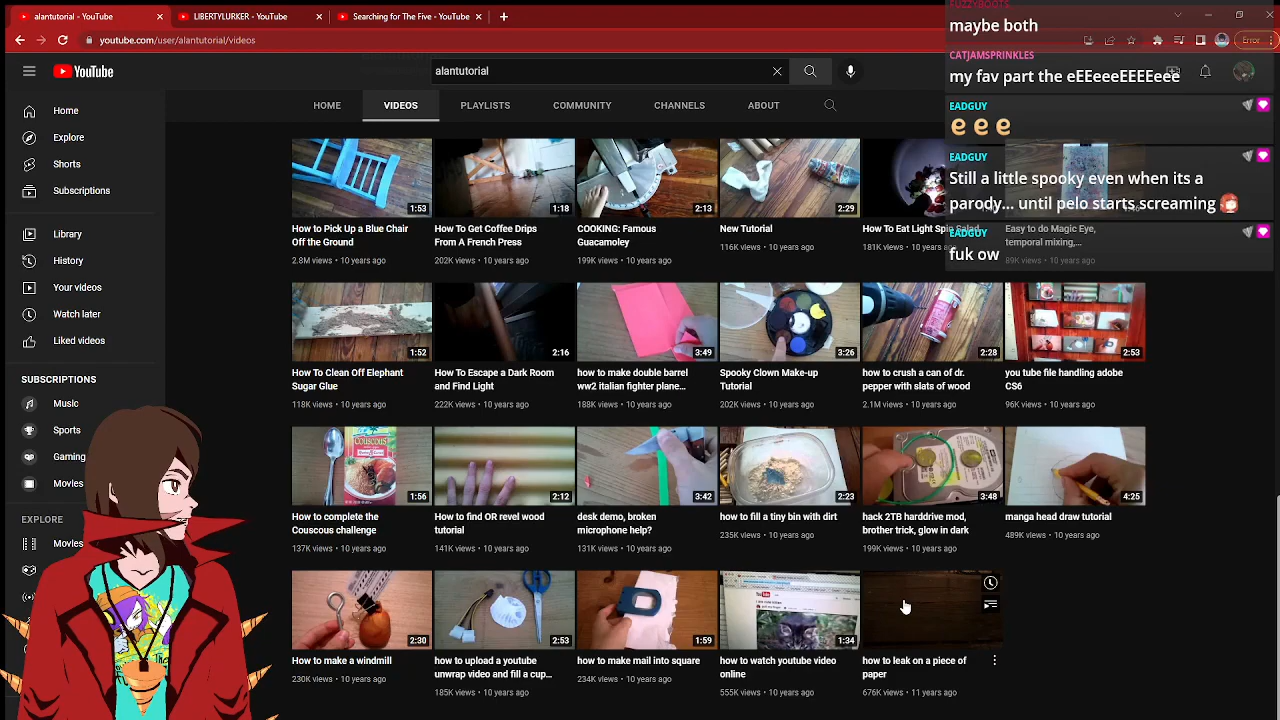 alantutorial - YouTube
LIBERTYLURKER - YouTube
Searching for The Five - YouTube
youtube.com/user/alantutorial/videos
Error
YouTube
alantutorial
HOME
VIDEOS
PLAYLISTS
COMMUNITY
CHANNELS
ABOUT
Home
Explore
Shorts
Subscriptions
Library
History
Your videos
Watch later
Liked videos
SUBSCRIPTIONS
Music
Sports
Gaming
Movies
EXPLORE
Movies
1:53
1:18
2:13
2:29
How to Pick Up a Blue Chair
Off the Ground
2.8M views • 10 years ago
How To Get Coffee Drips
From A French Press
202K views • 10 years ago
COOKING: Famous
Guacamoley
199K views • 10 years ago
New Tutorial
116K views • 10 years ago
How To Eat Light Spin Salad
181K views • 10 years ago
Easy to do Magic Eye,
temporal mixing,...
89K views • 10 years ago
1:52
2:16
3:49
3:26
2:28
2:53
How To Clean Off Elephant
Sugar Glue
118K views • 10 years ago
How To Escape a Dark Room
and Find Light
222K views • 10 years ago
how to make double barrel
ww2 italian fighter plane...
188K views • 10 years ago
Spooky Clown Make-up
Tutorial
202K views • 10 years ago
how to crush a can of dr.
pepper with slats of wood
2.1M views • 10 years ago
you tube file handling adobe
CS6
96K views • 10 years ago
COUSCOUS
1:56
2:12
3:42
2:23
3:48
4:25
How to complete the
Couscous challenge
137K views • 10 years ago
How to find OR revel wood
tutorial
141K views • 10 years ago
desk demo, broken
microphone help?
131K views • 10 years ago
how to fill a tiny bin with dirt
235K views • 10 years ago
hack 2TB harddrive mod,
brother trick, glow in dark
199K views • 10 years ago
manga head draw tutorial
489K views • 10 years ago
2:30
2:53
1:59
1:34
How to make a windmill
230K views • 10 years ago
how to upload a youtube
unwrap video and fill a cup...
185K views • 10 years ago
how to make mail into square
234K views • 10 years ago
how to watch youtube video
online
555K views • 10 years ago
how to leak on a piece of
paper
676K views • 11 years ago
FUZZYBOOTS
maybe both
CATJAMSPRINKLES
my fav part the eEEeeeEEEEeee
EADGUY
EADGUY
Still a little spooky even when its a
parody... until pelo starts screaming
EADGUY
fuk ow